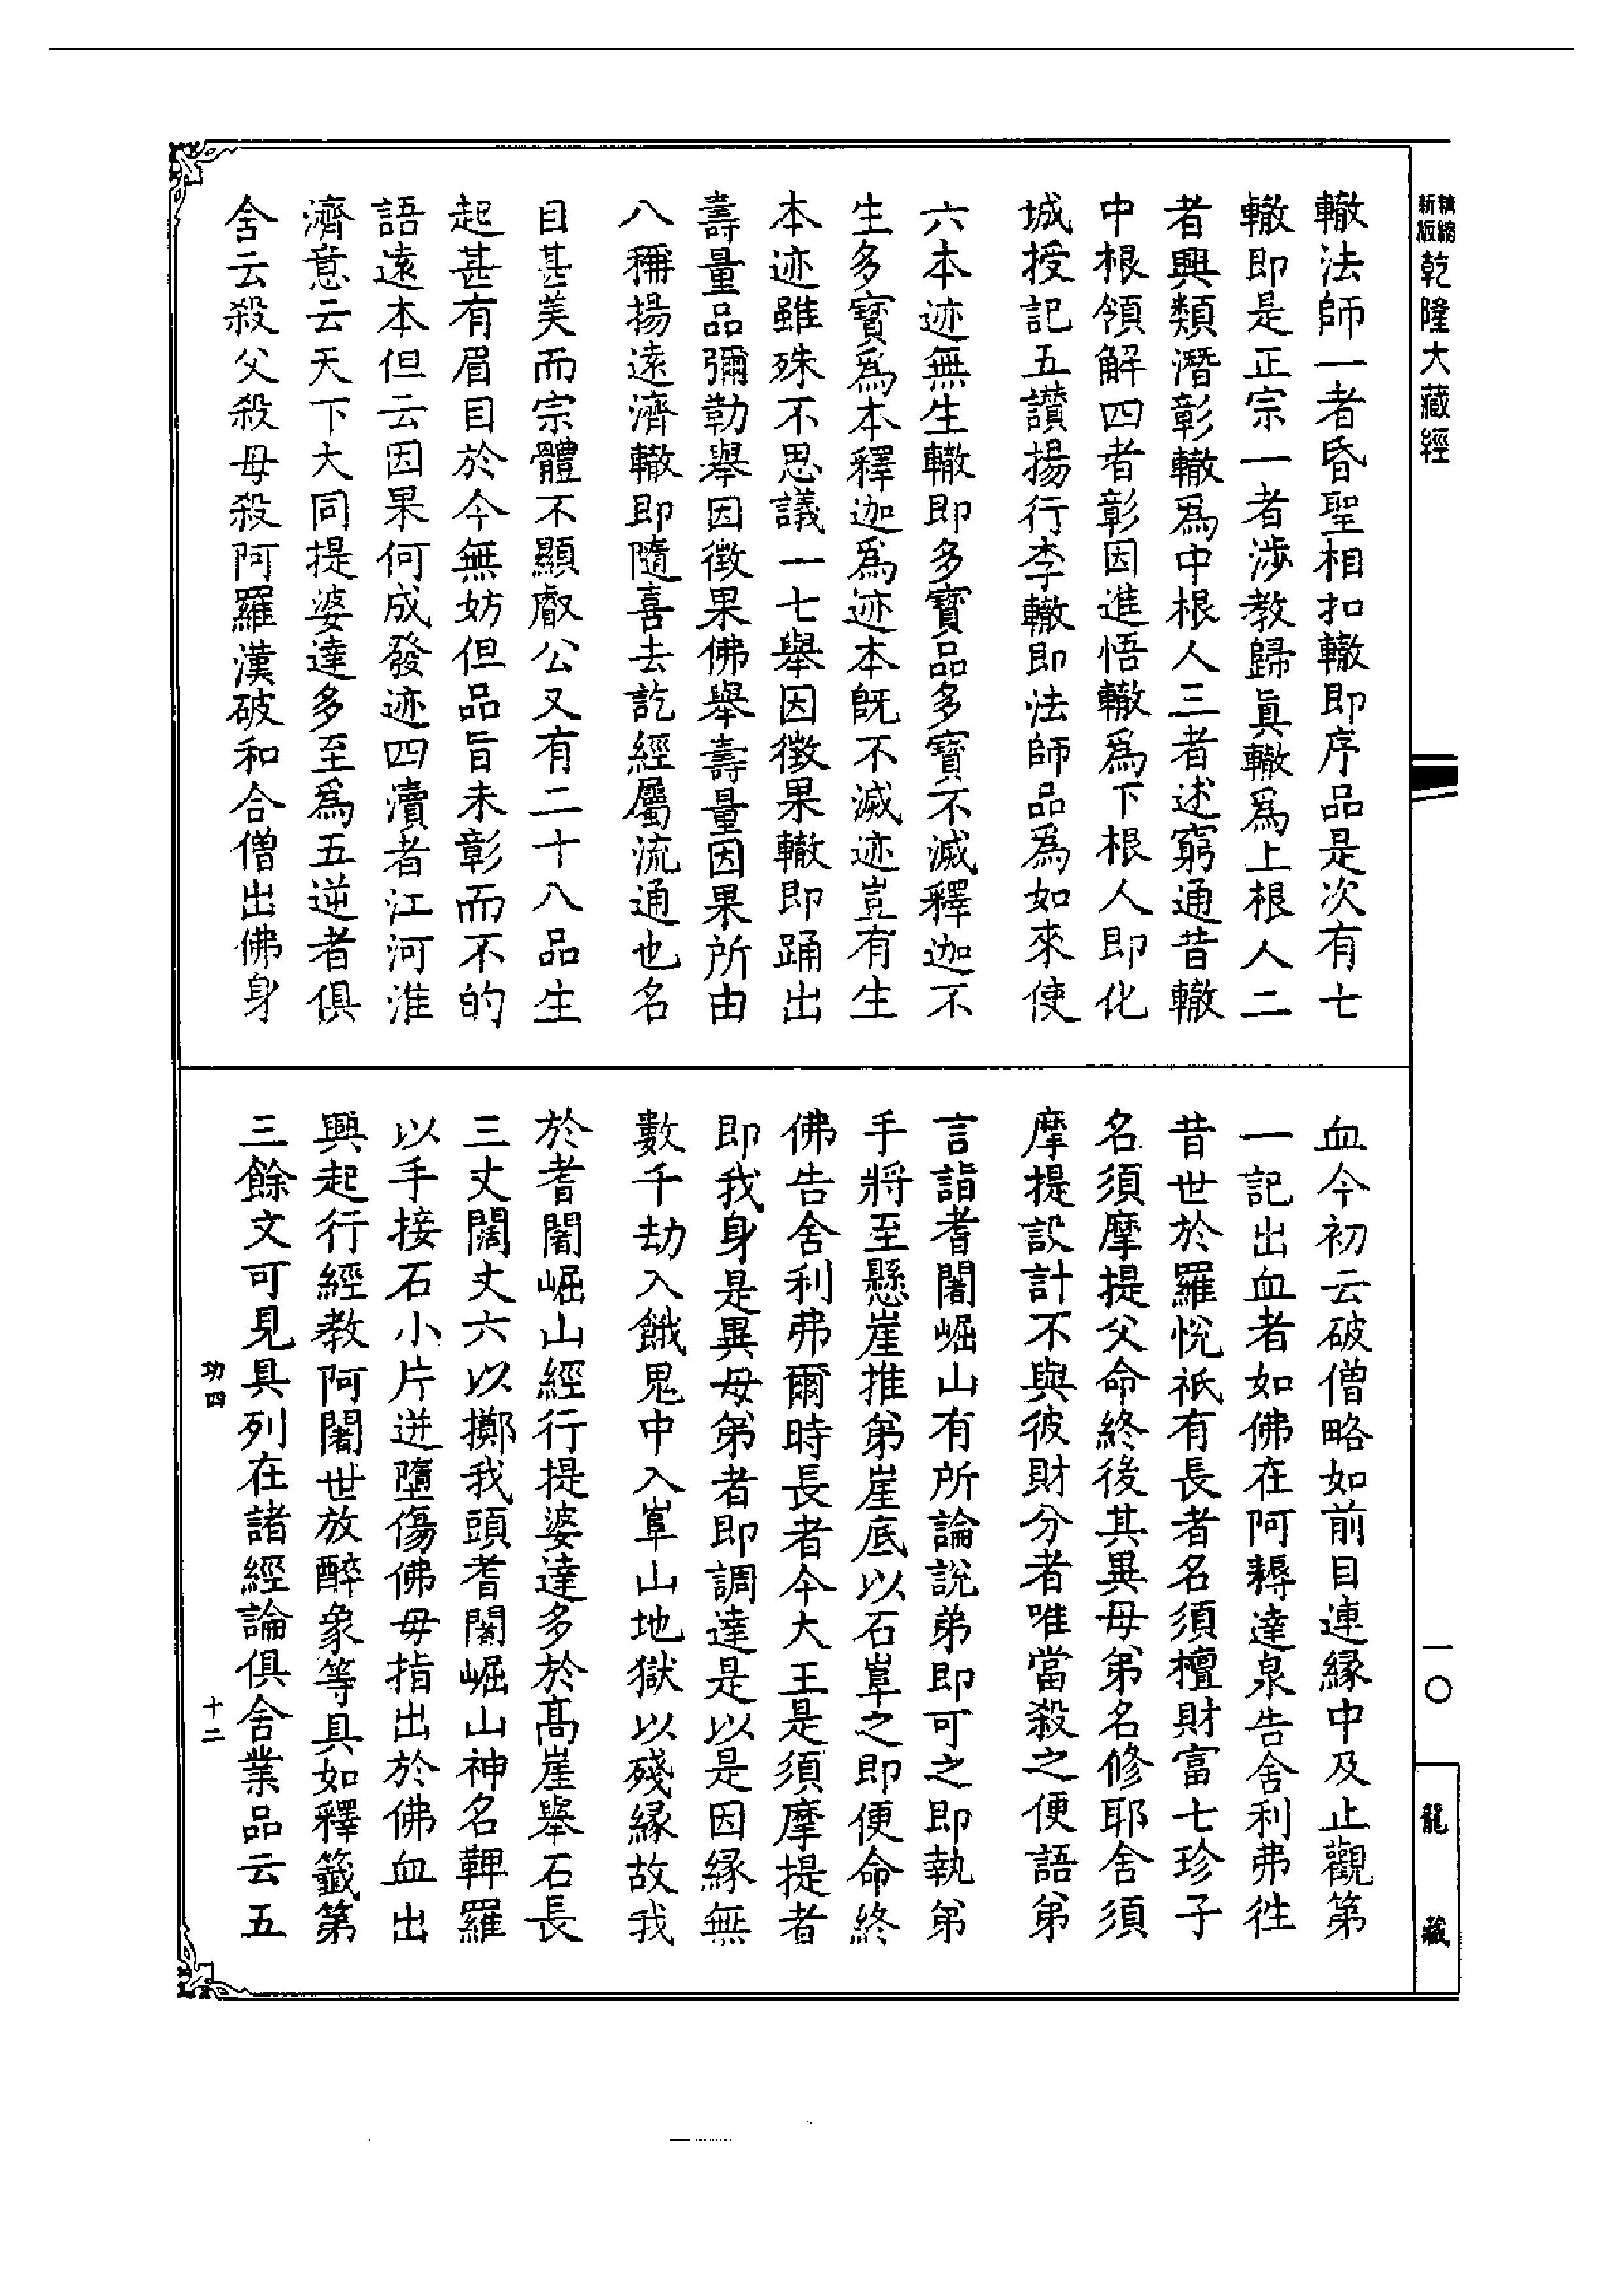 精縮新版乾隆大藏經
轍法師一者昏聖相扣轍即序品是次有七
轍即是正宗一者涉教歸眞轍爲上根人二
者興類潛彰轍爲中根人三者述窮通昔轍
中根領解四者彰因進悟轍爲下根人即化
城授記五讚揚行李轍即法師品爲如來使
六本迹無生轍即多寶品多寶不滅釋迦不
生多寶爲本釋迦爲迹本旣不滅迹豈有生
本迹雖殊不思議一七舉因徵果轍即踊出
壽量品彌勒舉因徵果佛舉壽量因果所由
八稱揚遠濟轍即隨喜去訖經屬流通也名
目甚美而宗體不顯叡公又有二十八品生
起甚有眉目於今無妨但品旨未彰而不的
語遠本但云因果何成發迹四瀆者江河淮
濟意云天下大同提婆達多至爲五逆者俱
舍云殺父殺母殺阿羅漢破和合僧出佛身
血今初云破僧略如前目連緣中及止觀第
一記出血者如佛在阿耨達泉告舍利弗往
昔世於羅悅祇有長者名須檀財富七珍子
名須摩提父命終後其異母弟名修耶舍須
摩提設計不與彼財分者唯當殺之便語弟
言詣耆闍崛山有所論說弟即可之即執弟
手將至懸崖推弟崖底以石𡸁之即便命終
佛告舍利弗爾時長者今大王是須摩提者
即我身是異母弟者即調達是以是因緣無
數千劫入餓鬼中入𡸁山地獄以殘緣故我
於耆闍崛山經行提婆達多於高崖舉石長
三丈闊丈六以擲我頭耆闍崛山神名鞞羅
以手接石小片迸墮傷佛母指出於佛血出
興起行經教阿闍世放醉象等具如釋籤第
三餘文可見具列在諸經論俱舍業品云五
功四
十二
一〇
龍藏